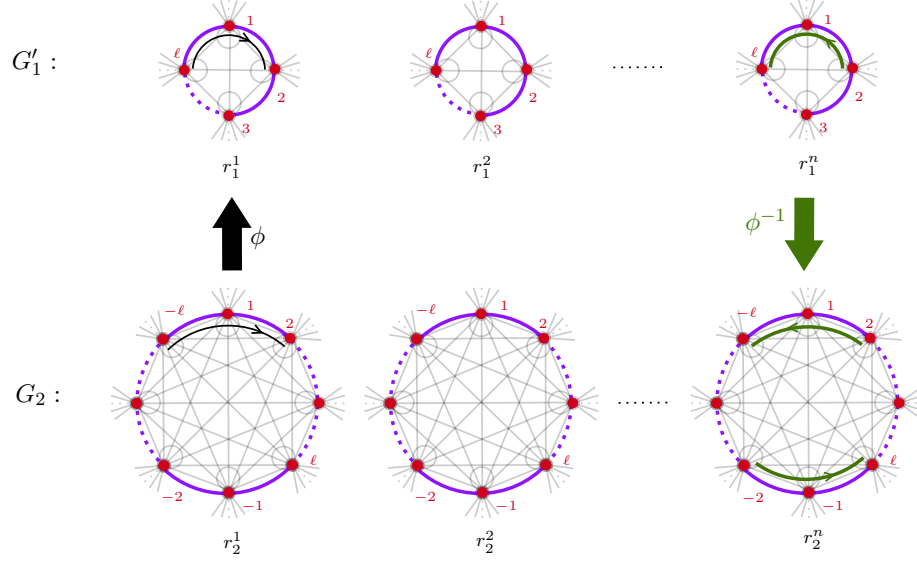 1 1 1
G′₁ : ℓ ℓ ....... ℓ
2 2 2
3 3 3
r₁¹ r₁² r₁ⁿ
ϕ ϕ⁻¹
−ℓ 1 −ℓ 1 −ℓ 1
2 2 2
G₂ : .......
ℓ ℓ ℓ
−2 −1 −2 −1 −2 −1
r₂¹ r₂² r₂ⁿ